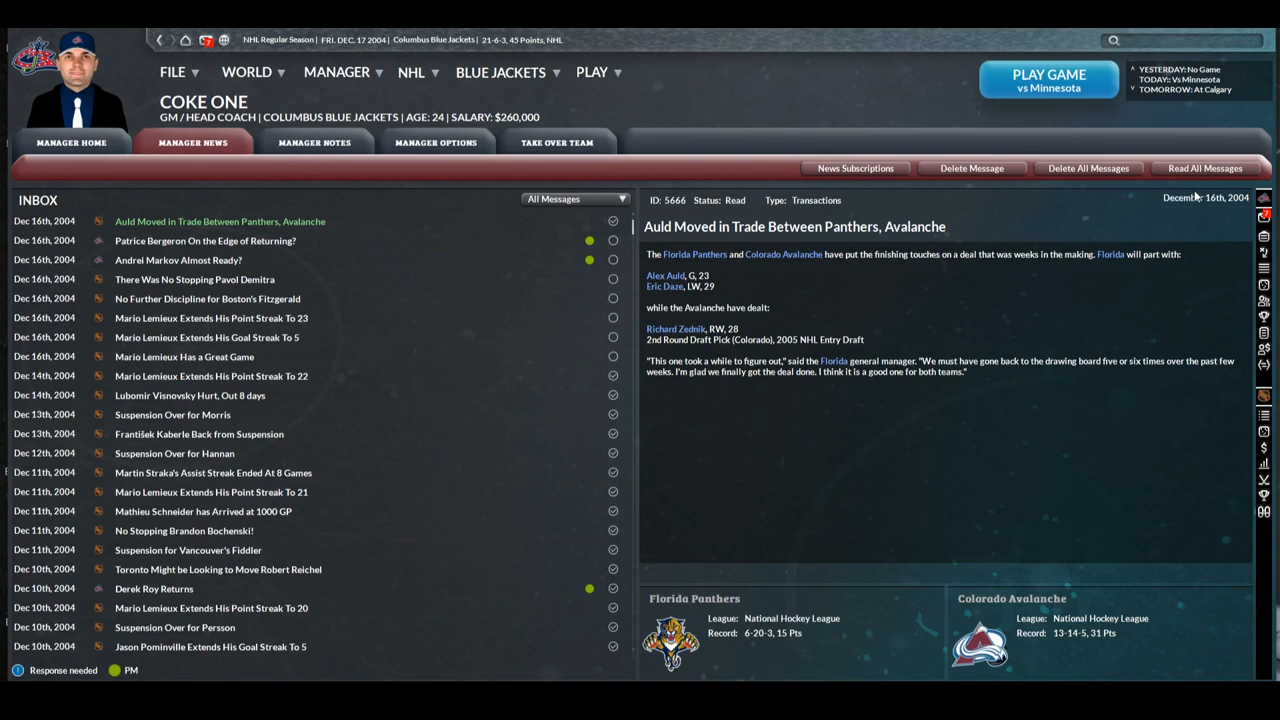 NHL Regular Season | FRI. DEC. 17 2004 | Columbus Blue Jackets | 21-6-3, 45 Points, NHL
7
FILE WORLD MANAGER NHL BLUE JACKETS PLAY
PLAY GAME
vs Minnesota
YESTERDAY: No Game
TODAY:: Vs Minnesota
TOMORROW: At Calgary
COKE ONE
GM / HEAD COACH | COLUMBUS BLUE JACKETS | AGE: 24 | SALARY: $260,000
MANAGER HOME MANAGER NEWS MANAGER NOTES MANAGER OPTIONS TAKE OVER TEAM
News Subscriptions Delete Message Delete All Messages Read All Messages
INBOX All Messages
Dec 16th, 2004 Auld Moved in Trade Between Panthers, Avalanche
Dec 16th, 2004 Patrice Bergeron On the Edge of Returning?
Dec 16th, 2004 Andrei Markov Almost Ready?
Dec 16th, 2004 There Was No Stopping Pavol Demitra
Dec 16th, 2004 No Further Discipline for Boston's Fitzgerald
Dec 16th, 2004 Mario Lemieux Extends His Point Streak To 23
Dec 16th, 2004 Mario Lemieux Extends His Goal Streak To 5
Dec 16th, 2004 Mario Lemieux Has a Great Game
Dec 14th, 2004 Mario Lemieux Extends His Point Streak To 22
Dec 14th, 2004 Lubomir Visnovsky Hurt, Out 8 days
Dec 13th, 2004 Suspension Over for Morris
Dec 13th, 2004 František Kaberle Back from Suspension
Dec 12th, 2004 Suspension Over for Hannan
Dec 11th, 2004 Martin Straka's Assist Streak Ended At 8 Games
Dec 11th, 2004 Mario Lemieux Extends His Point Streak To 21
Dec 11th, 2004 Mathieu Schneider has Arrived at 1000 GP
Dec 11th, 2004 No Stopping Brandon Bochenski!
Dec 11th, 2004 Suspension for Vancouver's Fiddler
Dec 10th, 2004 Toronto Might be Looking to Move Robert Reichel
Dec 10th, 2004 Derek Roy Returns
Dec 10th, 2004 Mario Lemieux Extends His Point Streak To 20
Dec 10th, 2004 Suspension Over for Persson
Dec 10th, 2004 Jason Pominville Extends His Goal Streak To 5
Response needed PM
ID: 5666 Status: Read Type: Transactions December 16th, 2004
Auld Moved in Trade Between Panthers, Avalanche
The Florida Panthers and Colorado Avalanche have put the finishing touches on a deal that was weeks in the making. Florida will part with:
Alex Auld, G, 23
Eric Daze, LW, 29
while the Avalanche have dealt:
Richard Zednik, RW, 28
2nd Round Draft Pick (Colorado), 2005 NHL Entry Draft
"This one took a while to figure out," said the Florida general manager. "We must have gone back to the drawing board five or six times over the past few
weeks. I'm glad we finally got the deal done. I think it is a good one for both teams."
Florida Panthers
League: National Hockey League
Record: 6-20-3, 15 Pts
Colorado Avalanche
League: National Hockey League
Record: 13-14-5, 31 Pts
7